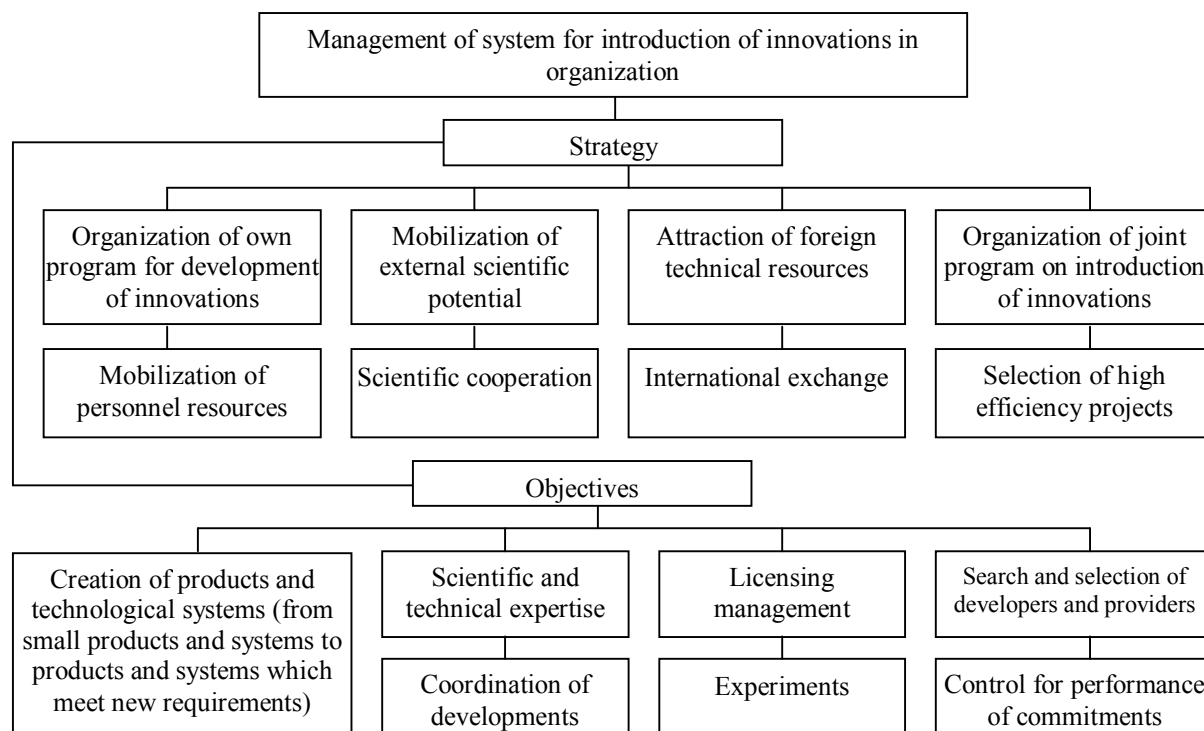 Management of system for introduction of innovations in
organization
Strategy
Organization of own
program for development
of innovations
Mobilization of
external scientific
potential
Attraction of foreign
technical resources
Organization of joint
program on introduction
of innovations
Mobilization of
personnel resources
Scientific cooperation
International exchange
Selection of high
efficiency projects
Objectives
Creation of products and
technological systems (from
small products and systems to
products and systems which
meet new requirements)
Scientific and
technical expertise
Licensing
management
Search and selection of
developers and providers
Coordination of
developments
Experiments
Control for performance
of commitments